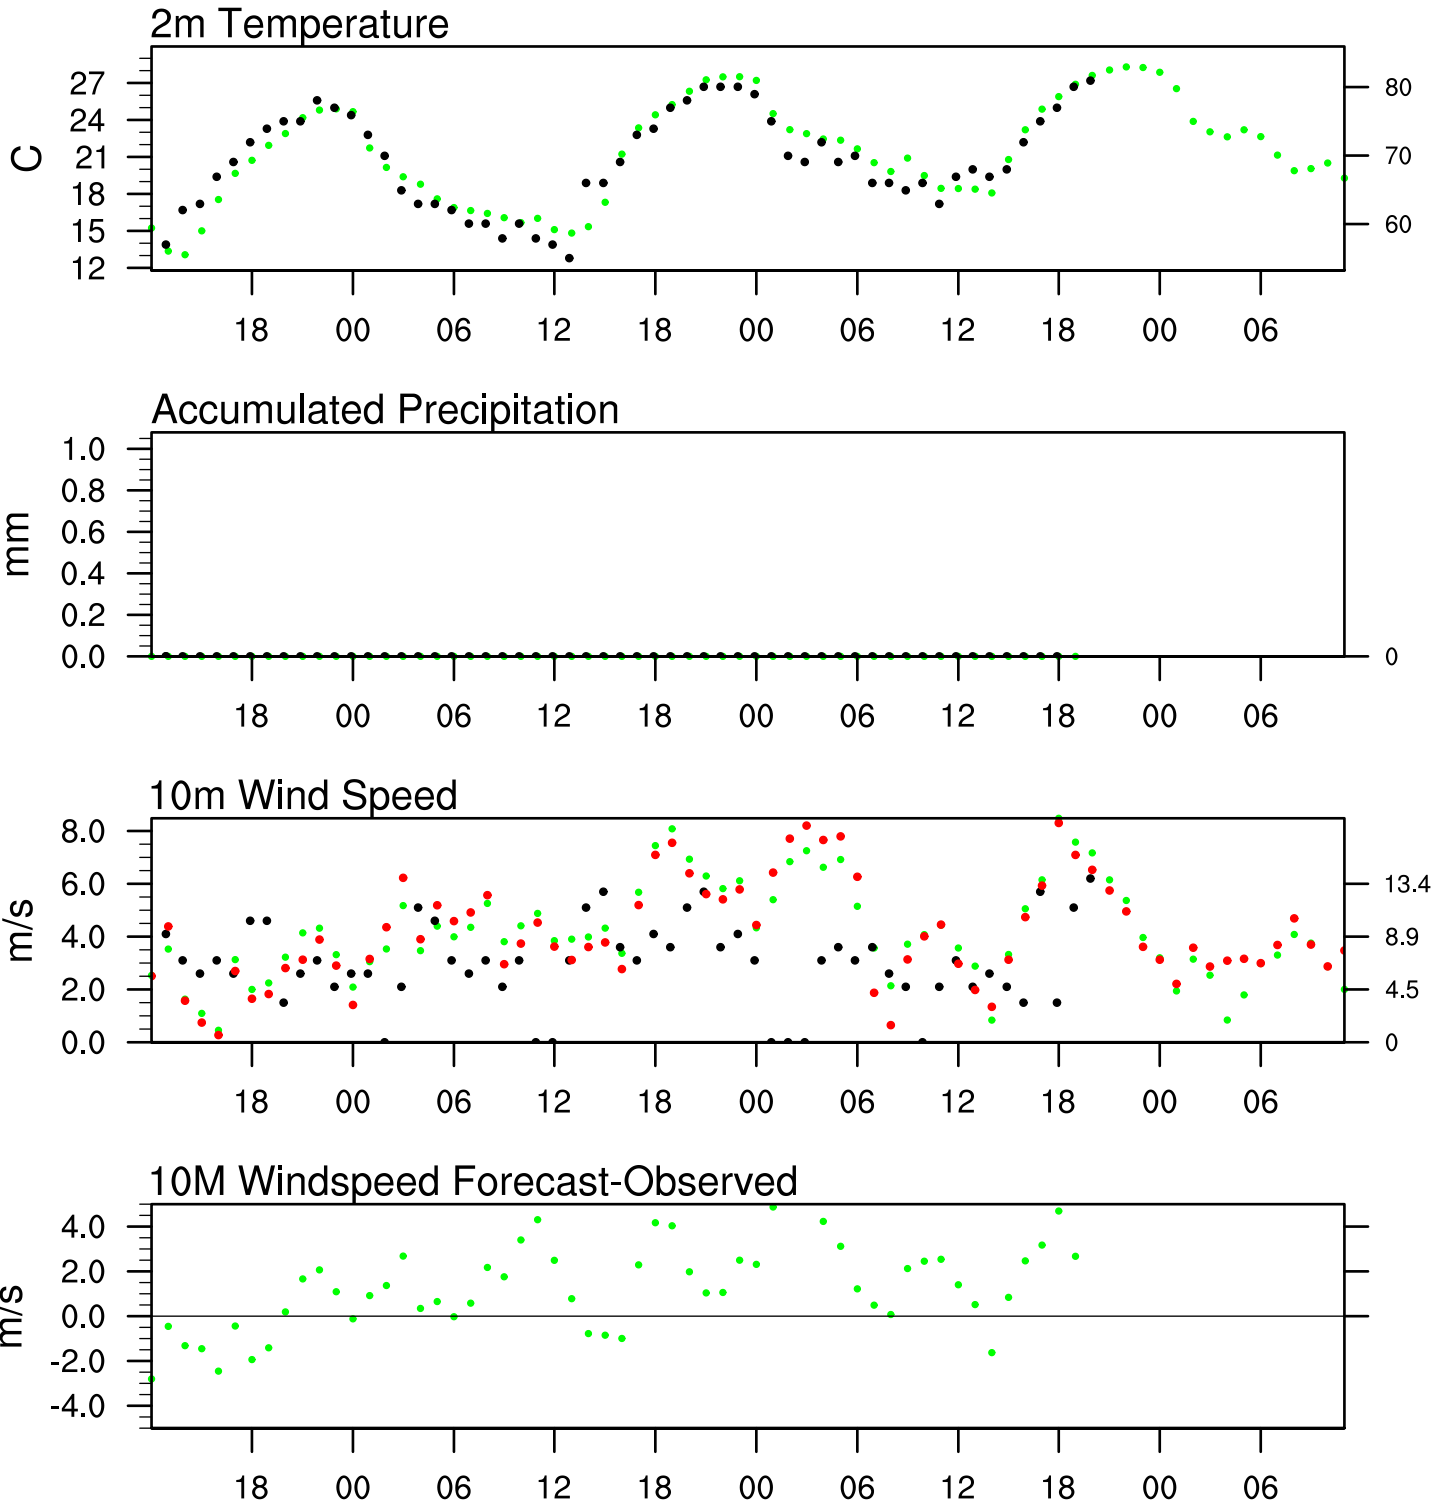 2m Temperature
27
24
21
18
15
12
C
80
70
60
18 00 06 12 18 00 06 12 18 00 06
Accumulated Precipitation
1.0
0.8
0.6
0.4
0.2
0.0
mm
0
18 00 06 12 18 00 06 12 18 00 06
10m Wind Speed
8.0
6.0
4.0
2.0
0.0
m/s
13.4
8.9
4.5
0
18 00 06 12 18 00 06 12 18 00 06
10M Windspeed Forecast-Observed
4.0
2.0
0.0
-2.0
-4.0
m/s
18 00 06 12 18 00 06 12 18 00 06